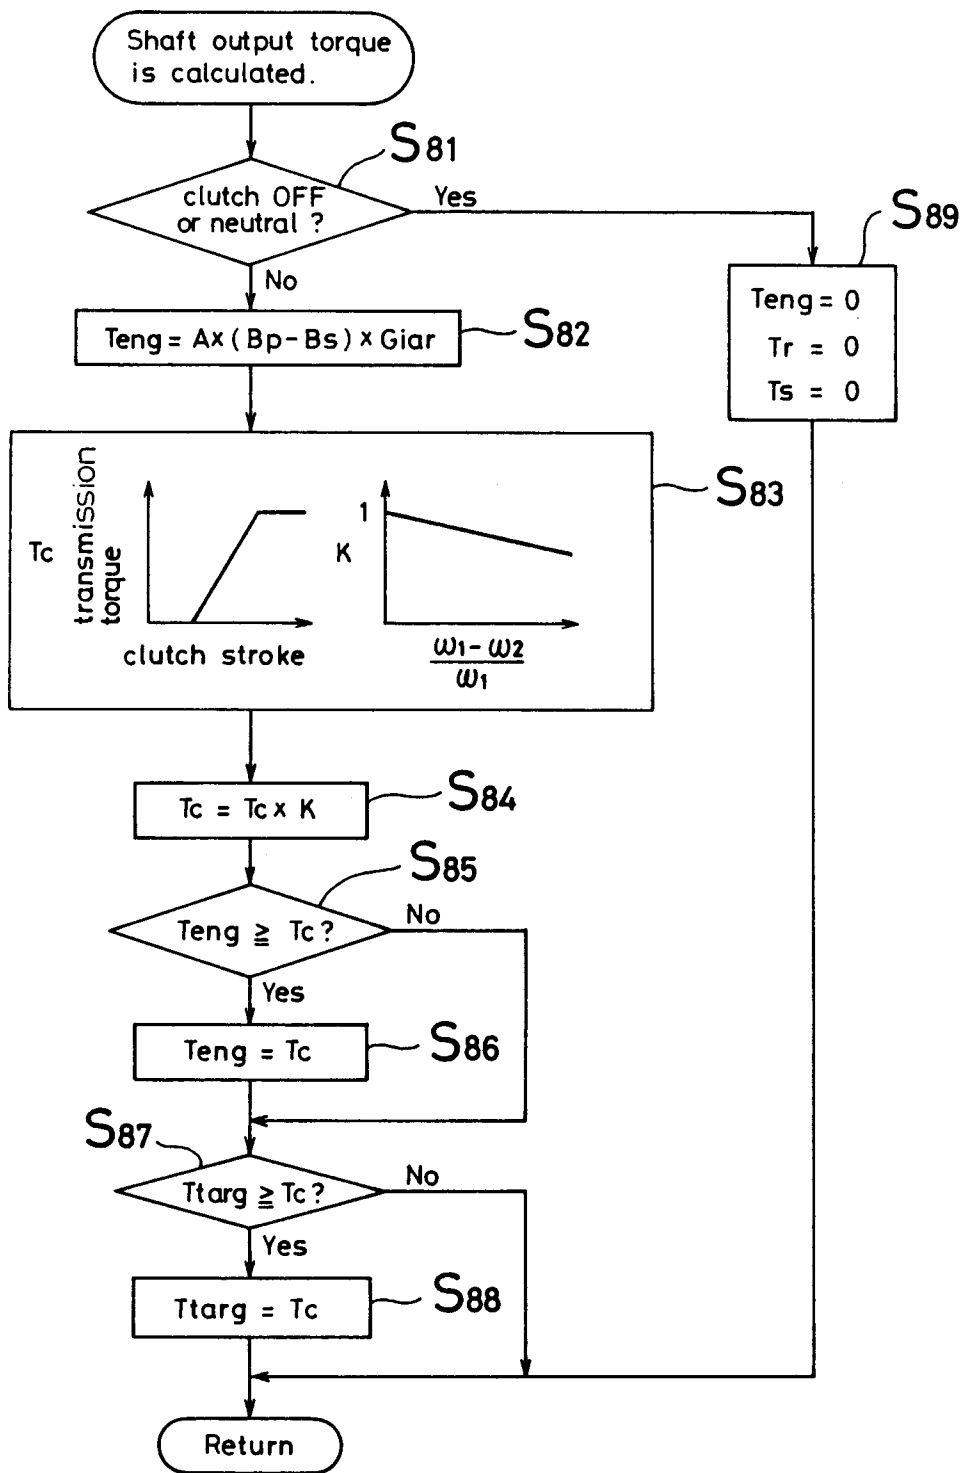 Shaft output torque
is calculated.
S81
clutch OFF
or neutral ?
Yes
No
S89
Teng = 0
Tr = 0
Ts = 0
Teng = A x ( Bp - Bs ) x Giar
S82
S83
Tc
transmission
torque
clutch stroke
1
K
ω1 - ω2
ω1
Tc = Tc x K
S84
S85
Teng ≧ Tc ?
No
Yes
Teng = Tc
S86
S87
Ttarg ≧ Tc ?
No
Yes
Ttarg = Tc
S88
Return